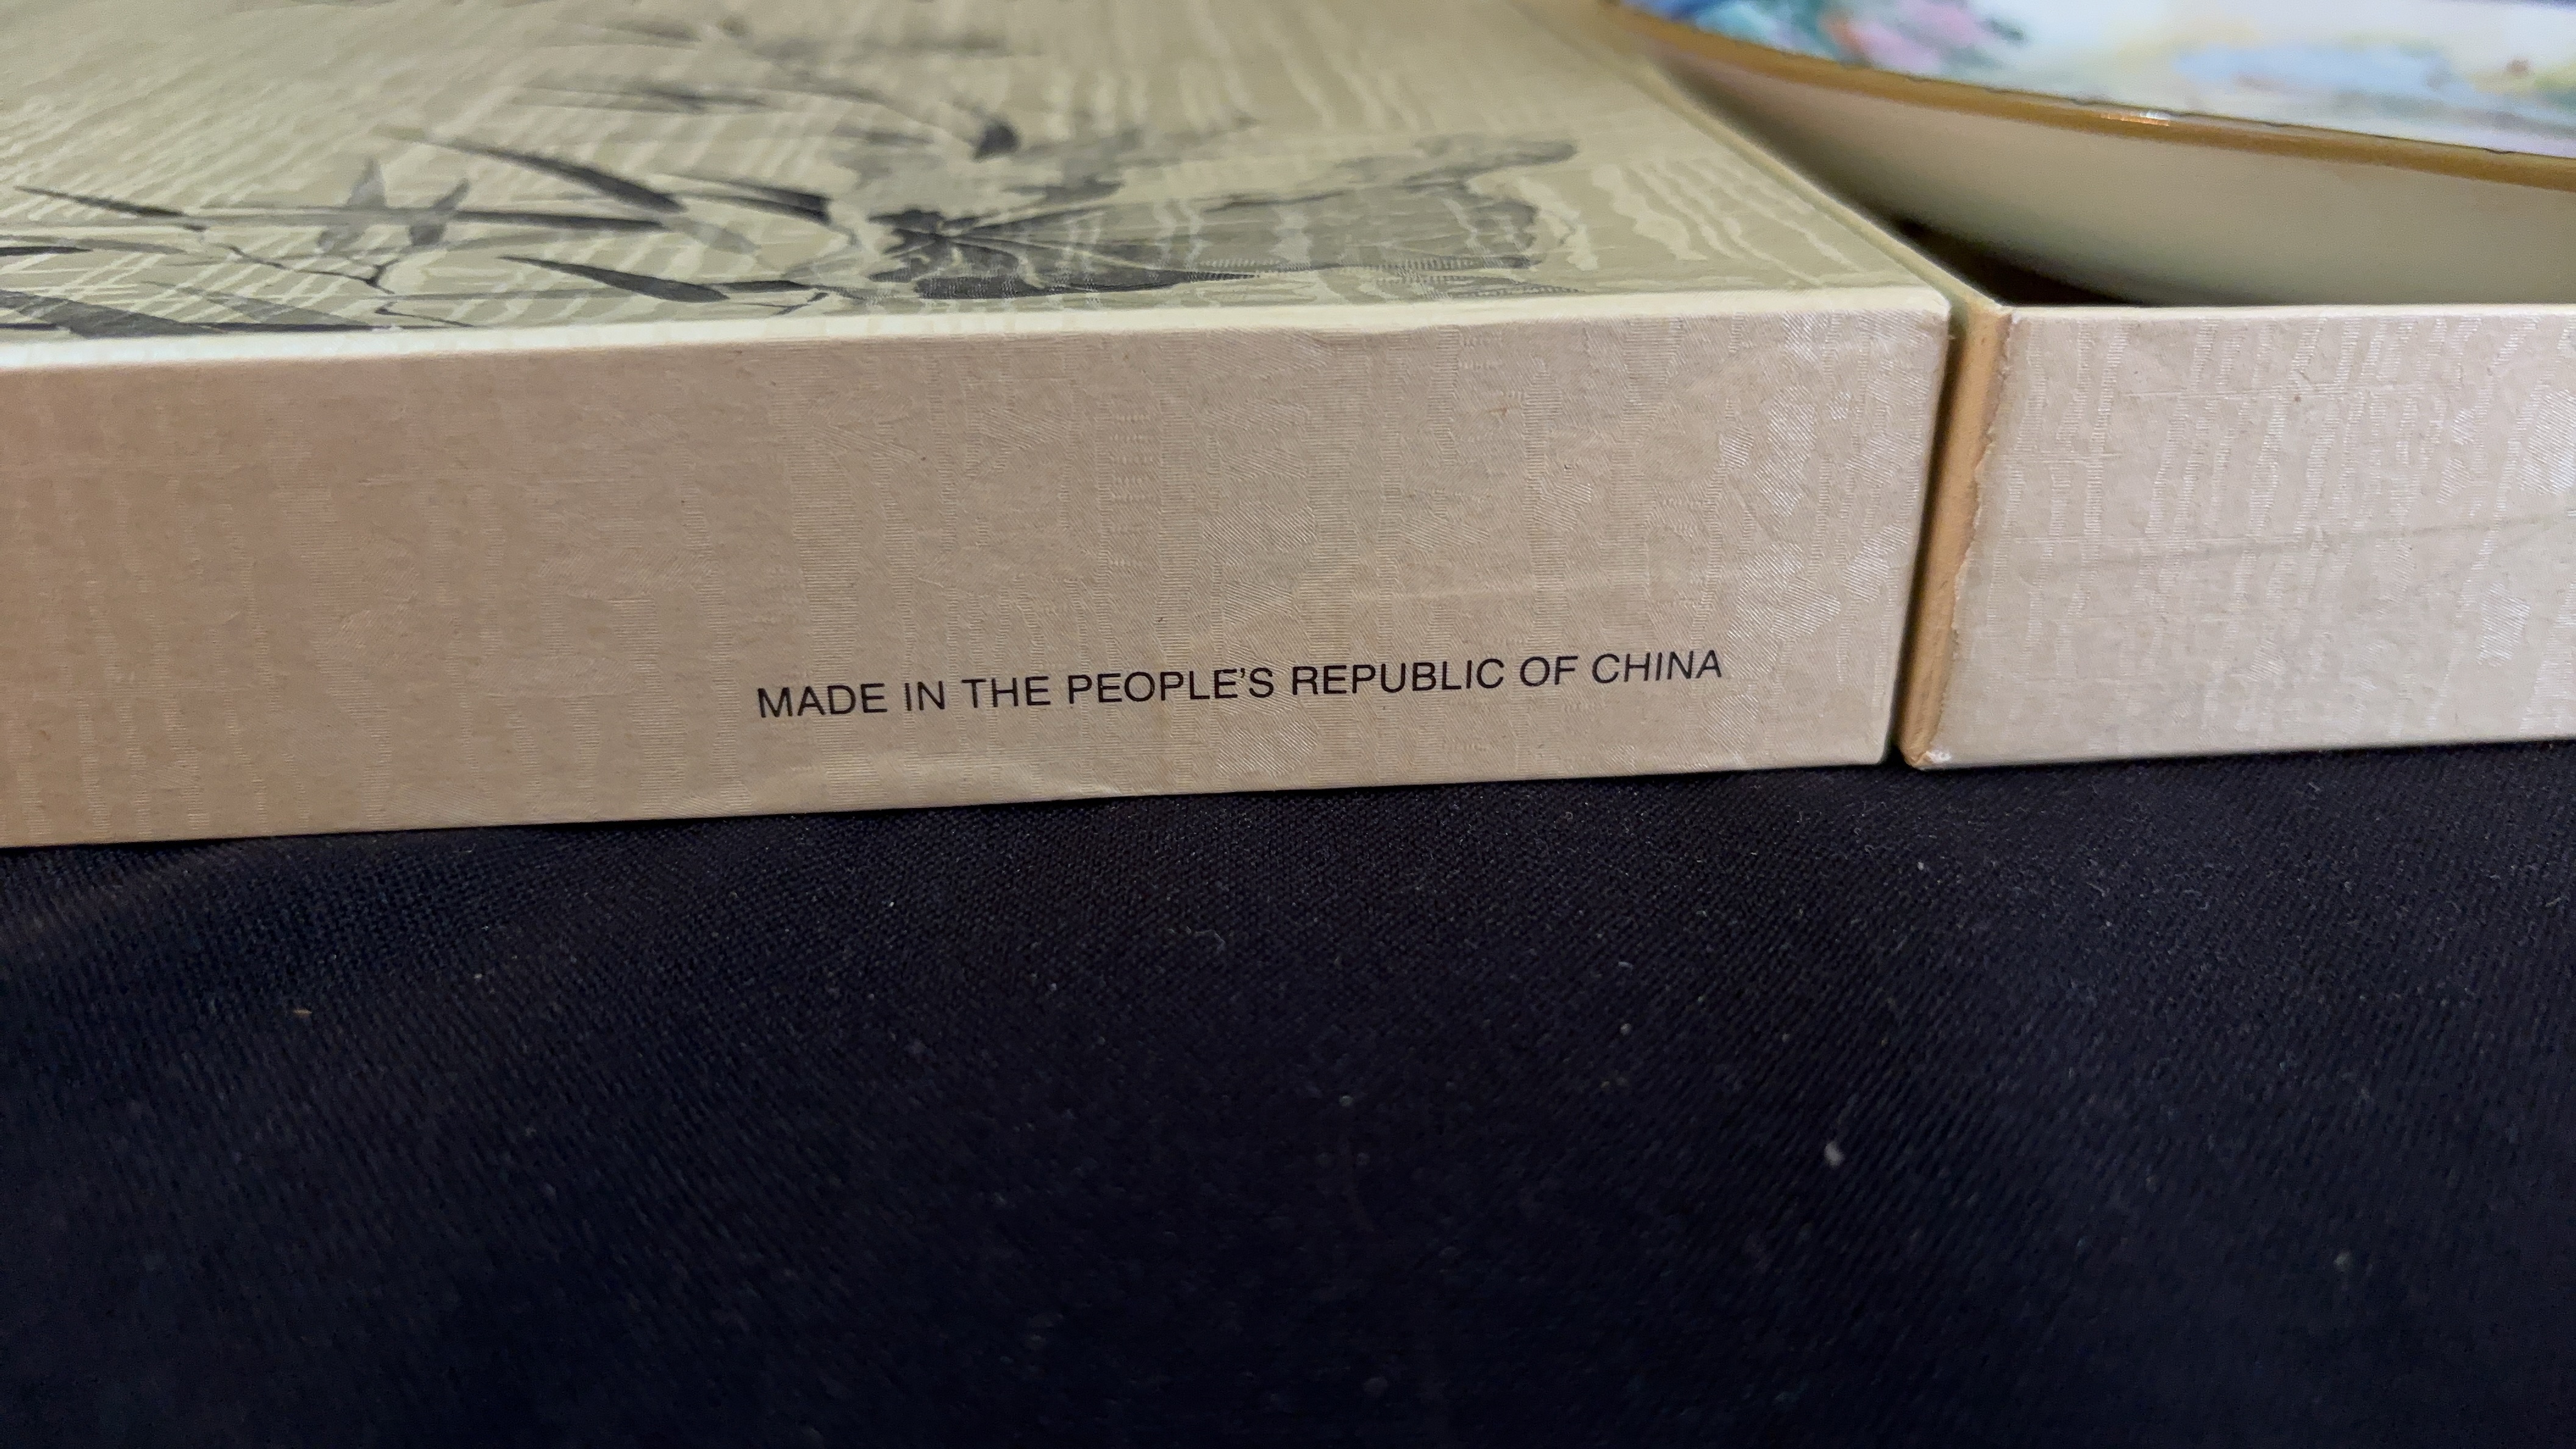 MADE IN THE PEOPLE'S REPUBLIC OF CHINA